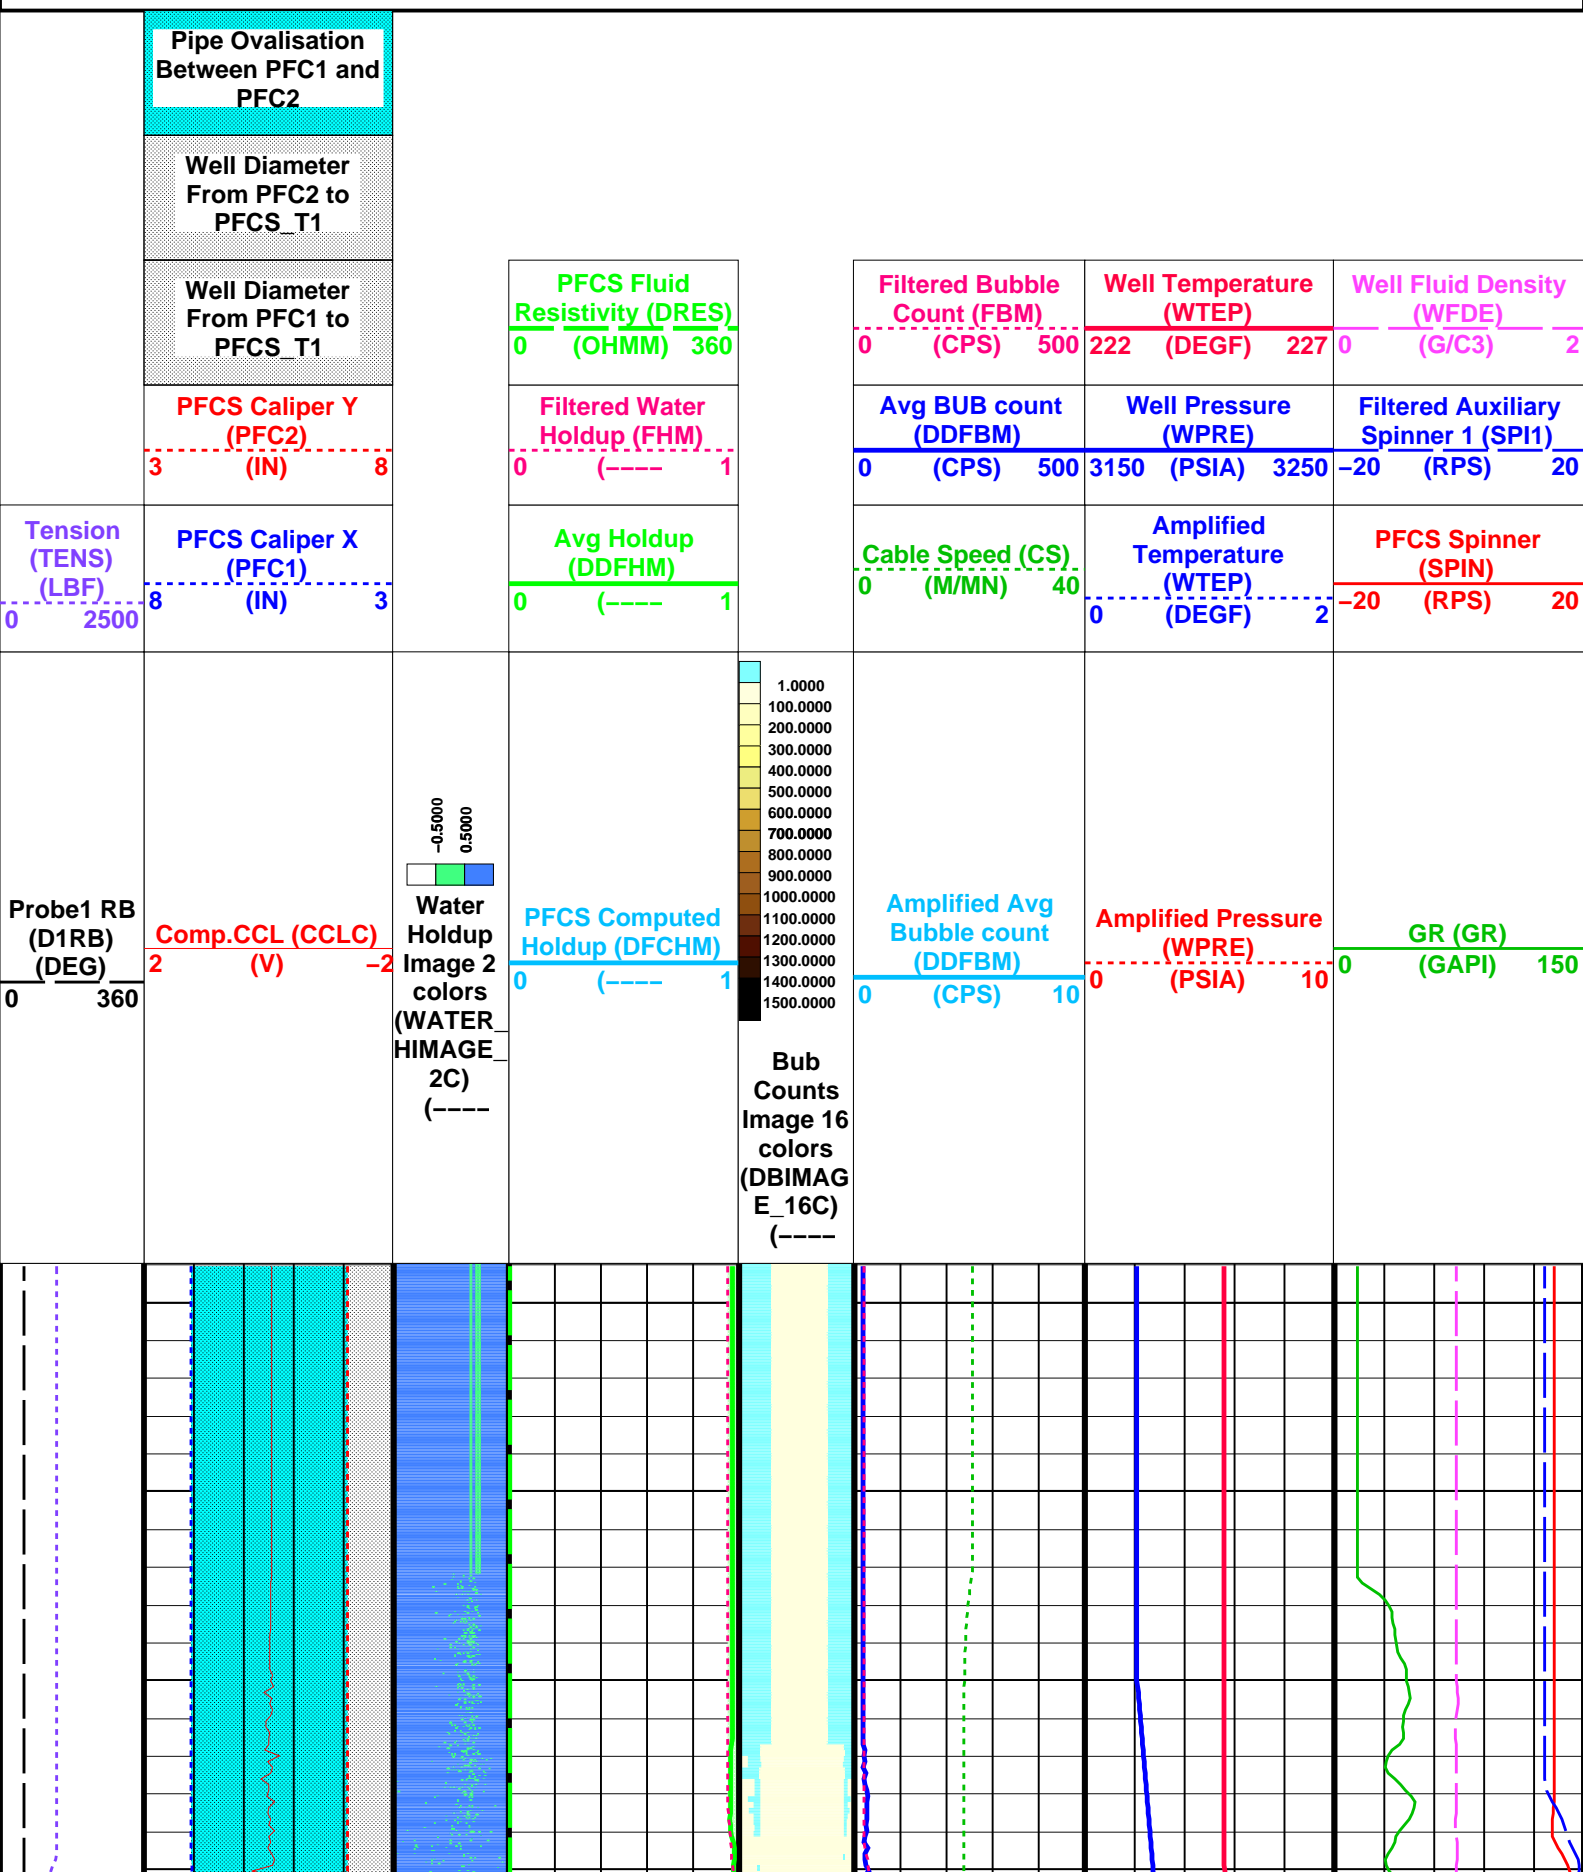 Pipe Ovalisation
Between PFC1 and
PFC2
Well Diameter
From PFC2 to
PFCS_T1
Well Diameter
From PFC1 to
PFCS_T1
PFCS Fluid
Resistivity (DRES)
0 (OHMM) 360
Filtered Bubble
Count (FBM)
0 (CPS) 500
Well Temperature
(WTEP)
222 (DEGF) 227
Well Fluid Density
(WFDE)
0 (G/C3) 2
PFCS Caliper Y
(PFC2)
3 (IN) 8
Filtered Water
Holdup (FHM)
0 (---- 1
Avg BUB count
(DDFBM)
0 (CPS) 500
Well Pressure
(WPRE)
3150 (PSIA) 3250
Filtered Auxiliary
Spinner 1 (SPI1)
-20 (RPS) 20
Tension
(TENS)
(LBF)
0 2500
PFCS Caliper X
(PFC1)
8 (IN) 3
Avg Holdup
(DDFHM)
0 (---- 1
Cable Speed (CS)
0 (M/MN) 40
Amplified
Temperature
(WTEP)
0 (DEGF) 2
PFCS Spinner
(SPIN)
-20 (RPS) 20
Probe1 RB
(D1RB)
(DEG)
0 360
Comp.CCL (CCLC)
2 (V) -2
-0.5000
0.5000
Water
Holdup
Image 2
colors
(WATER_
HIMAGE_
2C)
(----
PFCS Computed
Holdup (DFCHM)
0 (---- 1
1.0000
100.0000
200.0000
300.0000
400.0000
500.0000
600.0000
700.0000
800.0000
900.0000
1000.0000
1100.0000
1200.0000
1300.0000
1400.0000
1500.0000
Bub
Counts
Image 16
colors
(DBIMAG
E_16C)
(----
Amplified Avg
Bubble count
(DDFBM)
0 (CPS) 10
Amplified Pressure
(WPRE)
0 (PSIA) 10
GR (GR)
0 (GAPI) 150